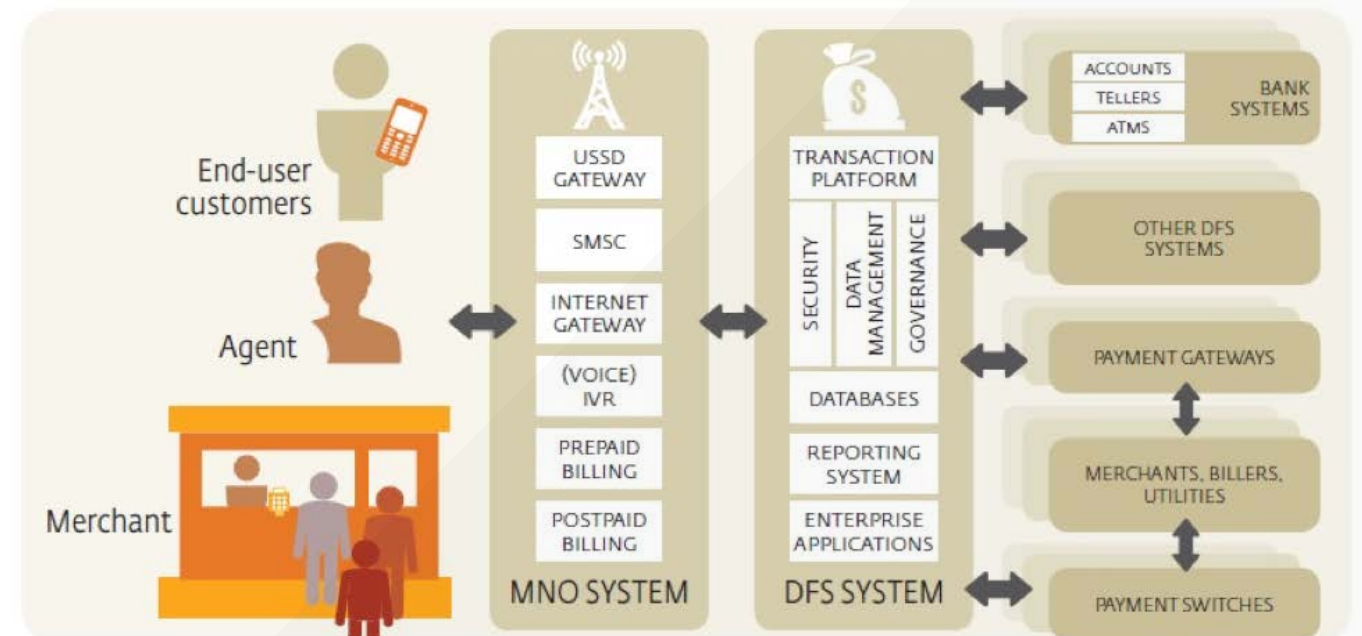 End-user
customers
Agent
Merchant
USSD
GATEWAY
SMSC
INTERNET
GATEWAY
(VOICE)
IVR
PREPAID
BILLING
POSTPAID
BILLING
MNO SYSTEM
$
TRANSACTION
PLATFORM
SECURITY
DATA
MANAGEMENT
GOVERNANCE
DATABASES
REPORTING
SYSTEM
ENTERPRISE
APPLICATIONS
DFS SYSTEM
ACCOUNTS
TELLERS
ATMS
BANK
SYSTEMS
OTHER DFS
SYSTEMS
PAYMENT GATEWAYS
MERCHANTS, BILLERS,
UTILITIES
PAYMENT SWITCHES